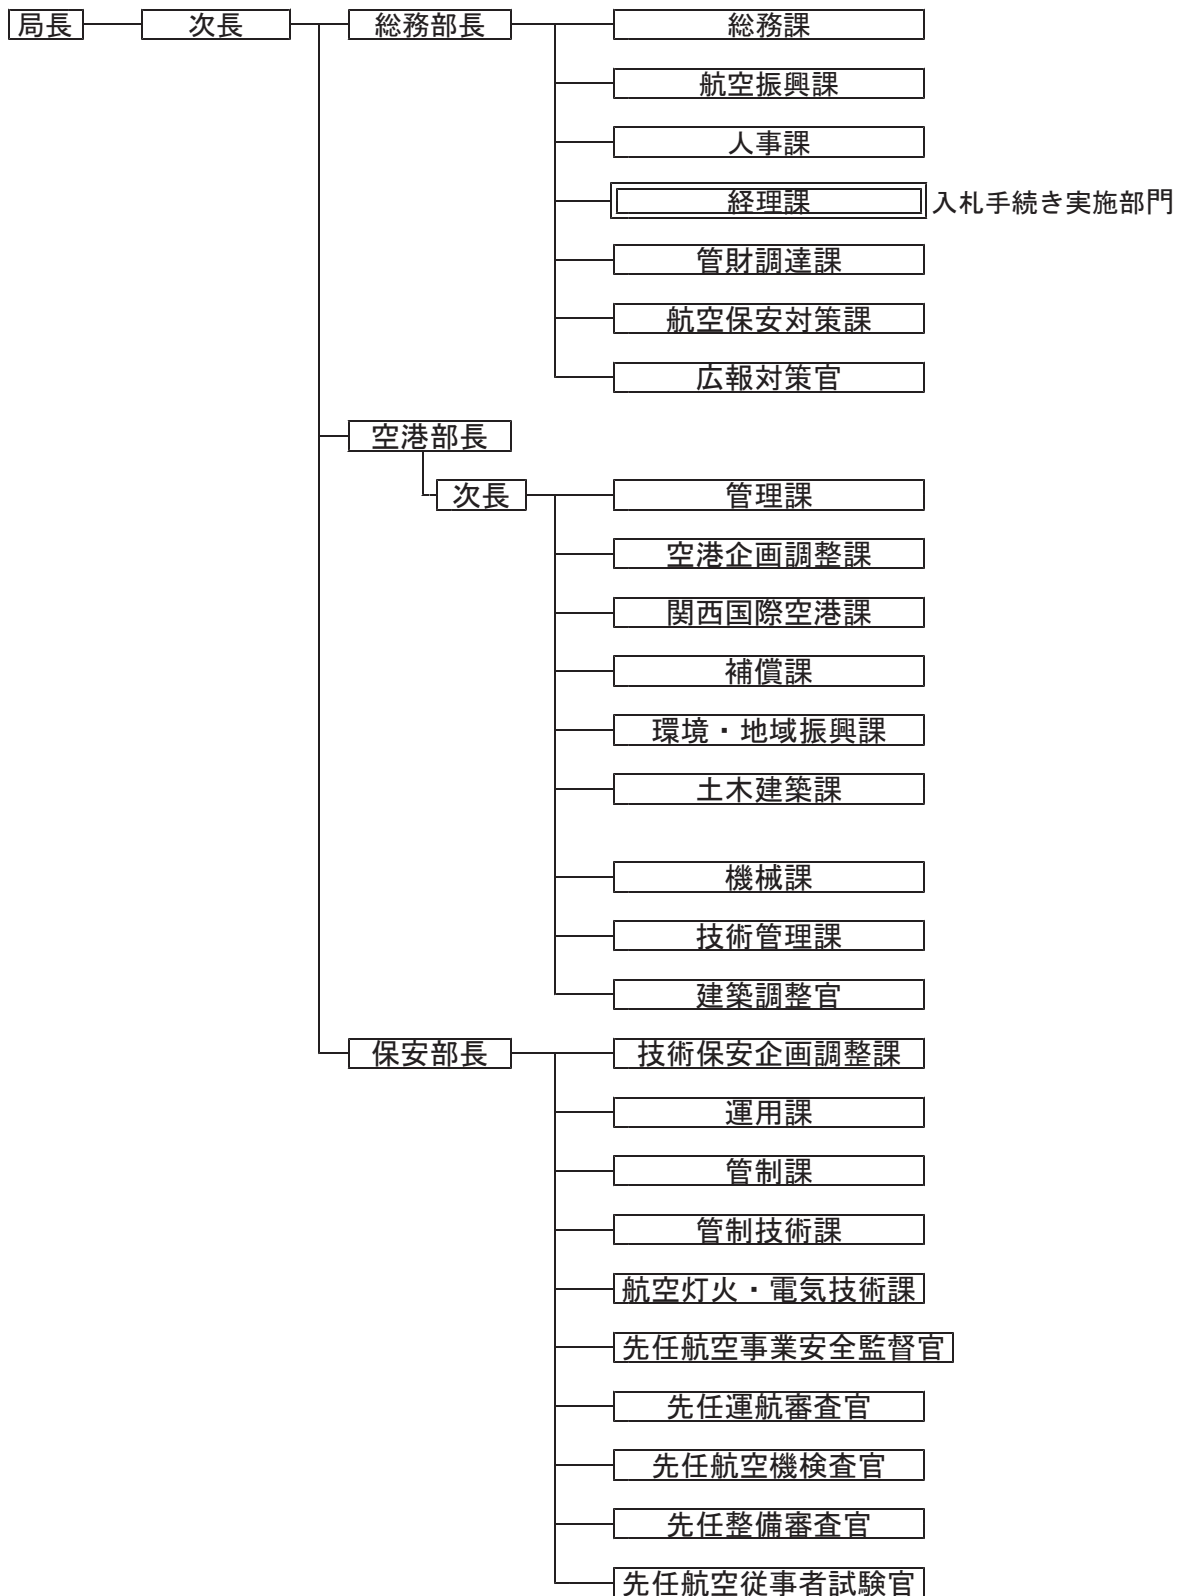 局長 次長 総務部長 総務課
航空振興課
人事課
経理課 入札手続き実施部門
管財調達課
航空保安対策課
広報対策官
空港部長
次長 管理課
空港企画調整課
関西国際空港課
補償課
環境・地域振興課
土木建築課
機械課
技術管理課
建築調整官
保安部長 技術保安企画調整課
運用課
管制課
管制技術課
航空灯火・電気技術課
先任航空事業安全監督官
先任運航審査官
先任航空機検査官
先任整備審査官
先任航空従事者試験官